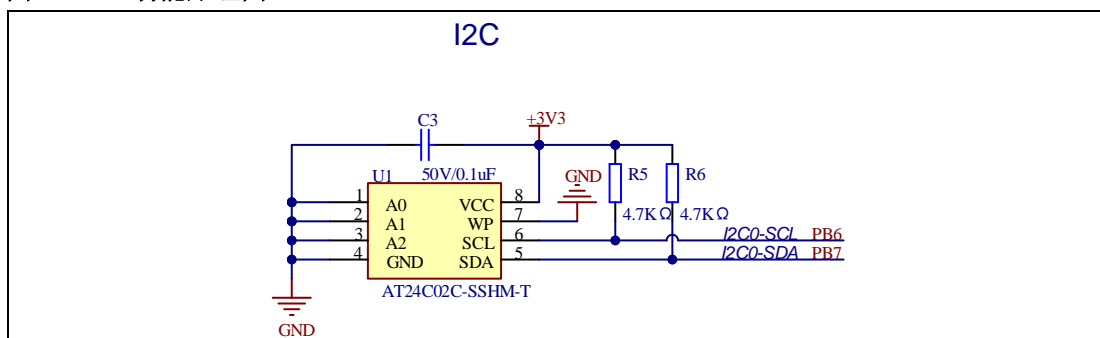 I2C
C3
+3V3
U1
50V/0.1uF
GND
R5
R6
1
A0
VCC
8
2
A1
WP
7
4.7KΩ
4.7KΩ
3
A2
SCL
6
I2C0-SCL
PB6
4
GND
SDA
5
I2C0-SDA
PB7
AT24C02C-SSHM-T
GND